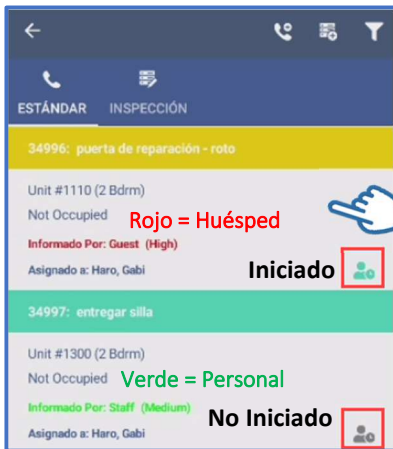 ESTÁNDAR INSPECCIÓN
34996: puerta de reparación - roto
Unit #1110 (2 Bdrm)
Not Occupied
Rojo = Huésped
Informado Por: Guest (High)
Iniciado
Asignado a: Haro, Gabi
34997: entregar silla
Unit #1300 (2 Bdrm)
Not Occupied
Verde = Personal
Informado Por: Staff (Medium)
No Iniciado
Asignado a: Haro, Gabi